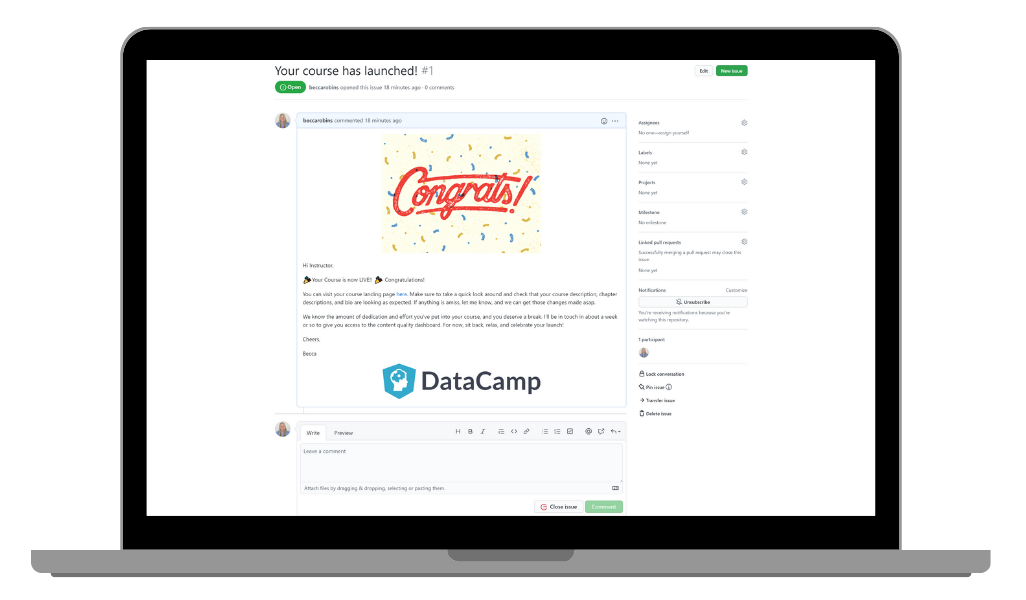 Your course has launched! #1
Edit
New issue
Open
beccarobins opened this issue 18 minutes ago · 0 comments
beccarobins commented 18 minutes ago
Congrats!
Hi Instructor,
Your Course is now LIVE! Congratulations!
You can visit your course landing page here. Make sure to take a quick look around and check that your course description, chapter
descriptions, and bio are looking as expected. If anything is amiss, let me know, and we can get those changes made asap.
We know the amount of dedication and effort you've put into your course, and you deserve a break. I'll be in touch in about a week
or so to give you access to the content quality dashboard. For now, sit back, relax, and celebrate your launch!
Cheers,
Becca
DataCamp
Write
Preview
H B I
Leave a comment
Attach files by dragging & dropping, selecting or pasting them.
Close issue
Comment
Assignees
No one—assign yourself
Labels
None yet
Projects
None yet
Milestone
No milestone
Linked pull requests
Successfully merging a pull request may close this
issue.
None yet
Notifications
Customize
Unsubscribe
You're receiving notifications because you're
watching this repository.
1 participant
Lock conversation
Pin issue
Transfer issue
Delete issue